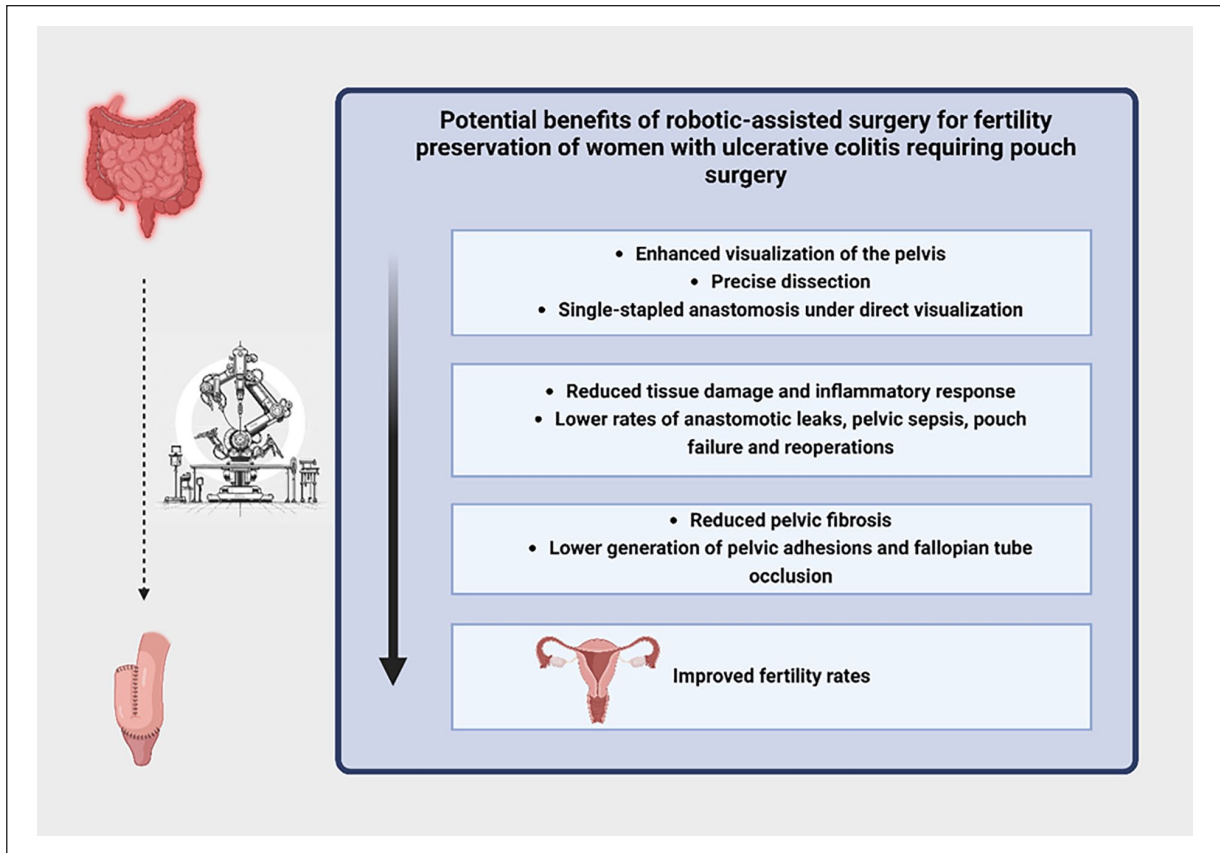 Potential benefits of robotic-assisted surgery for fertility
preservation of women with ulcerative colitis requiring pouch
surgery
• Enhanced visualization of the pelvis
• Precise dissection
• Single-stapled anastomosis under direct visualization
• Reduced tissue damage and inflammatory response
• Lower rates of anastomotic leaks, pelvic sepsis, pouch
failure and reoperations
• Reduced pelvic fibrosis
• Lower generation of pelvic adhesions and fallopian tube
occlusion
Improved fertility rates